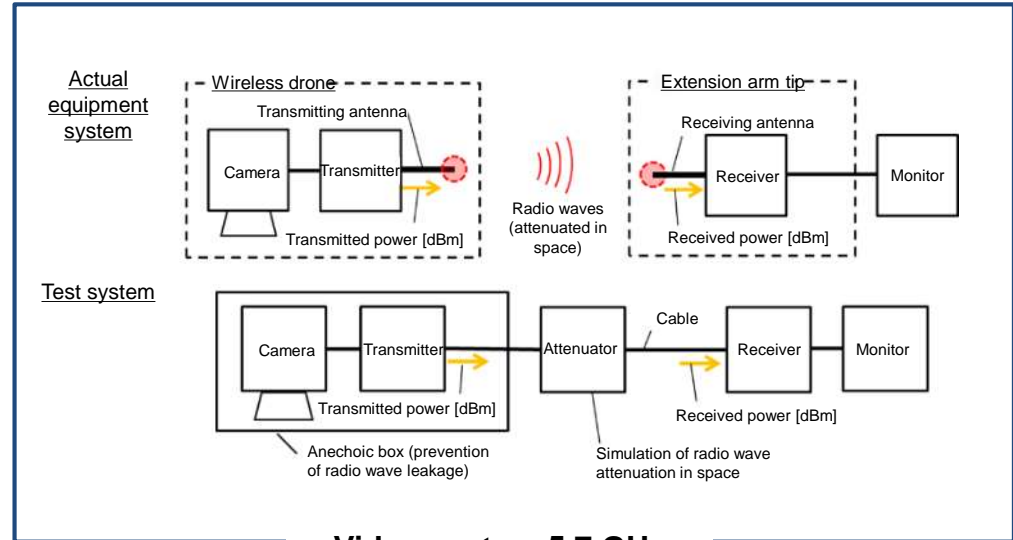 Actual
equipment
system
Wireless drone
Transmitting antenna
Camera
Transmitter
Transmitted power [dBm]
Radio waves
(attenuated in
space)
Extension arm tip
Receiving antenna
Receiver
Received power [dBm]
Monitor
Test system
Camera
Transmitter
Transmitted power [dBm]
Attenuator
Cable
Receiver
Received power [dBm]
Monitor
Anechoic box (prevention
of radio wave leakage)
Simulation of radio wave
attenuation in space